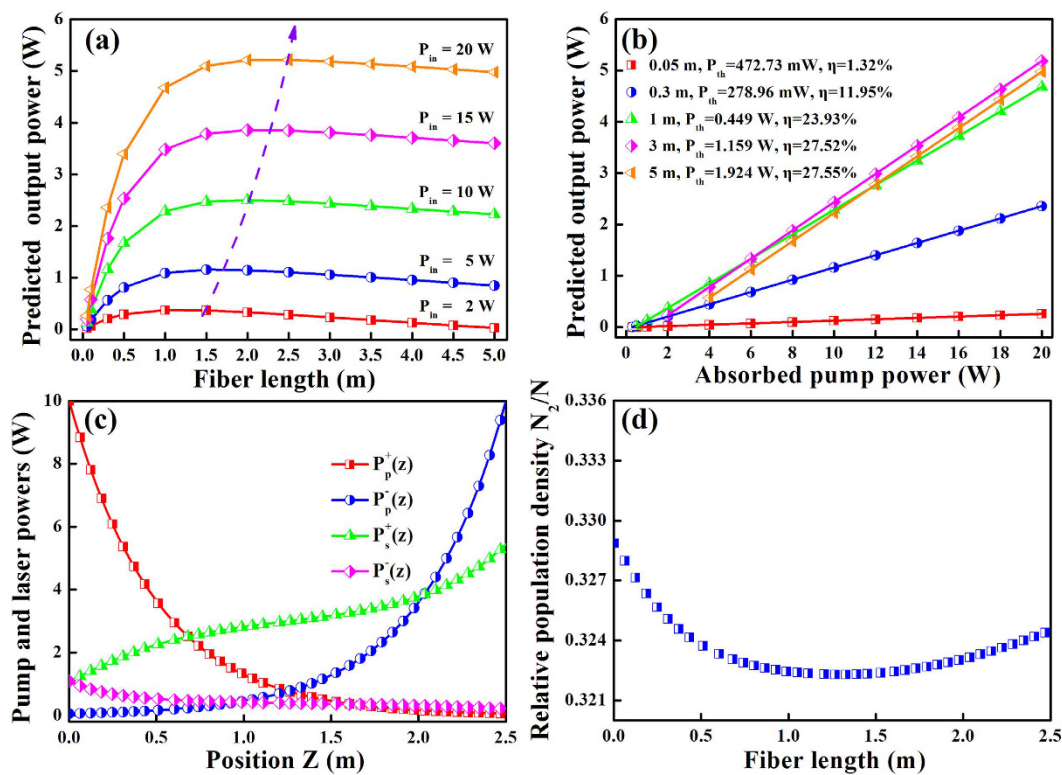 (a)
Predicted output power (W)
6
5
4
3
2
1
0
P_in = 20 W
P_in = 15 W
P_in = 10 W
P_in = 5 W
P_in = 2 W
0.0 0.5 1.0 1.5 2.0 2.5 3.0 3.5 4.0 4.5 5.0
Fiber length (m)
(b)
Predicted output power (W)
6
5
4
3
2
1
0
0.05 m, P_th=472.73 mW, η=1.32%
0.3 m, P_th=278.96 mW, η=11.95%
1 m, P_th=0.449 W, η=23.93%
3 m, P_th=1.159 W, η=27.52%
5 m, P_th=1.924 W, η=27.55%
0 2 4 6 8 10 12 14 16 18 20
Absorbed pump power (W)
(c)
Pump and laser powers (W)
10
8
6
4
2
0
P_p^+(z)
P_p^-(z)
P_s^+(z)
P_s^-(z)
0.0 0.5 1.0 1.5 2.0 2.5
Position Z (m)
(d)
Relative population density N_2/N
0.336
0.333
0.330
0.327
0.324
0.321
0.0 0.5 1.0 1.5 2.0 2.5
Fiber length (m)